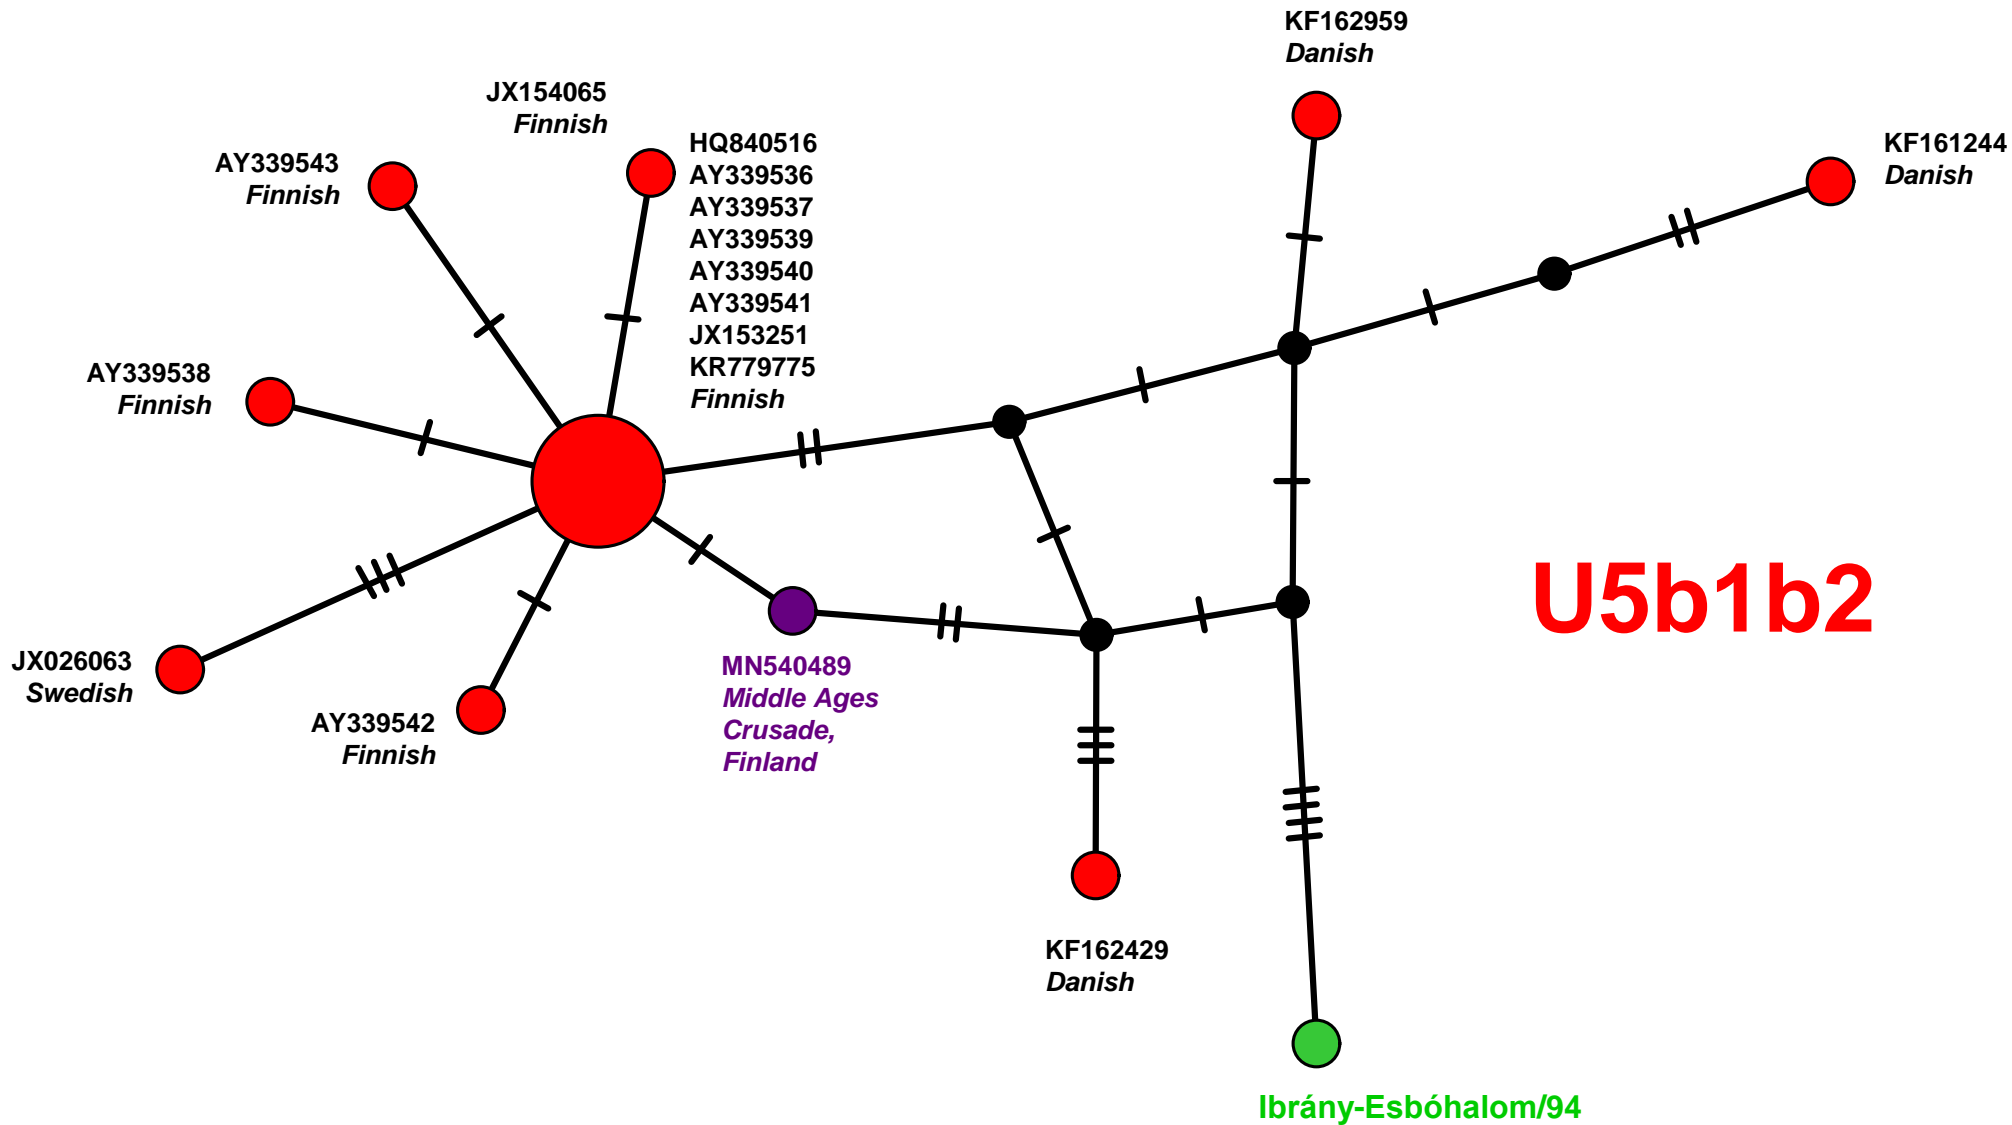 KF162959
Danish
JX154065
Finnish
HQ840516
AY339536
AY339537
AY339539
AY339540
AY339541
JX153251
KR779775
Finnish
AY339543
Finnish
KF161244
Danish
AY339538
Finnish
U5b1b2
JX026063
Swedish
AY339542
Finnish
MN540489
Middle Ages
Crusade,
Finland
KF162429
Danish
Ibrány-Esbóhalom/94